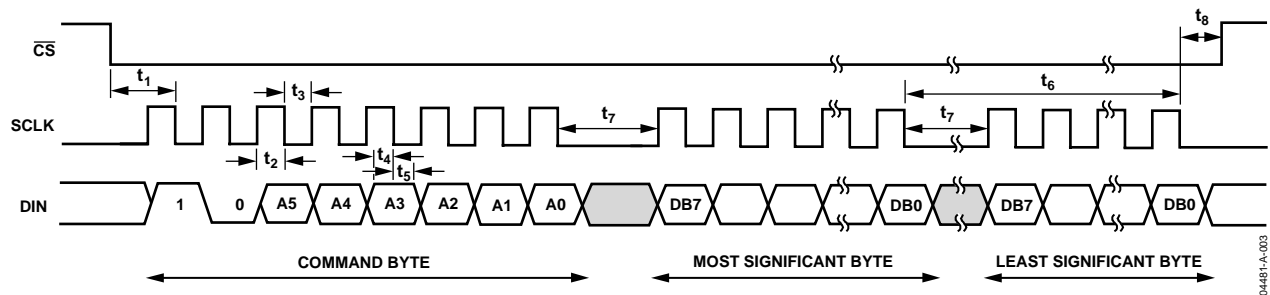 t8
CS
t1
t3
t6
SCLK
t7
t7
t2
t4
t5
DIN
1 0 A5 A4 A3 A2 A1 A0 DB7 DB0 DB7 DB0
COMMAND BYTE MOST SIGNIFICANT BYTE LEAST SIGNIFICANT BYTE
04481-A-003